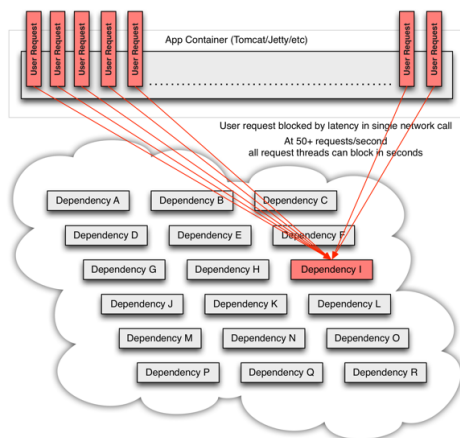 App Container (Tomcat/Jetty/etc)
User Request
User Request
User Request
User Request
User Request
User Request
User Request
User request blocked by latency in single network call
At 50+ requests/second
all request threads can block in seconds
Dependency A
Dependency B
Dependency C
Dependency D
Dependency E
Dependency F
Dependency G
Dependency H
Dependency I
Dependency J
Dependency K
Dependency L
Dependency M
Dependency N
Dependency O
Dependency P
Dependency Q
Dependency R